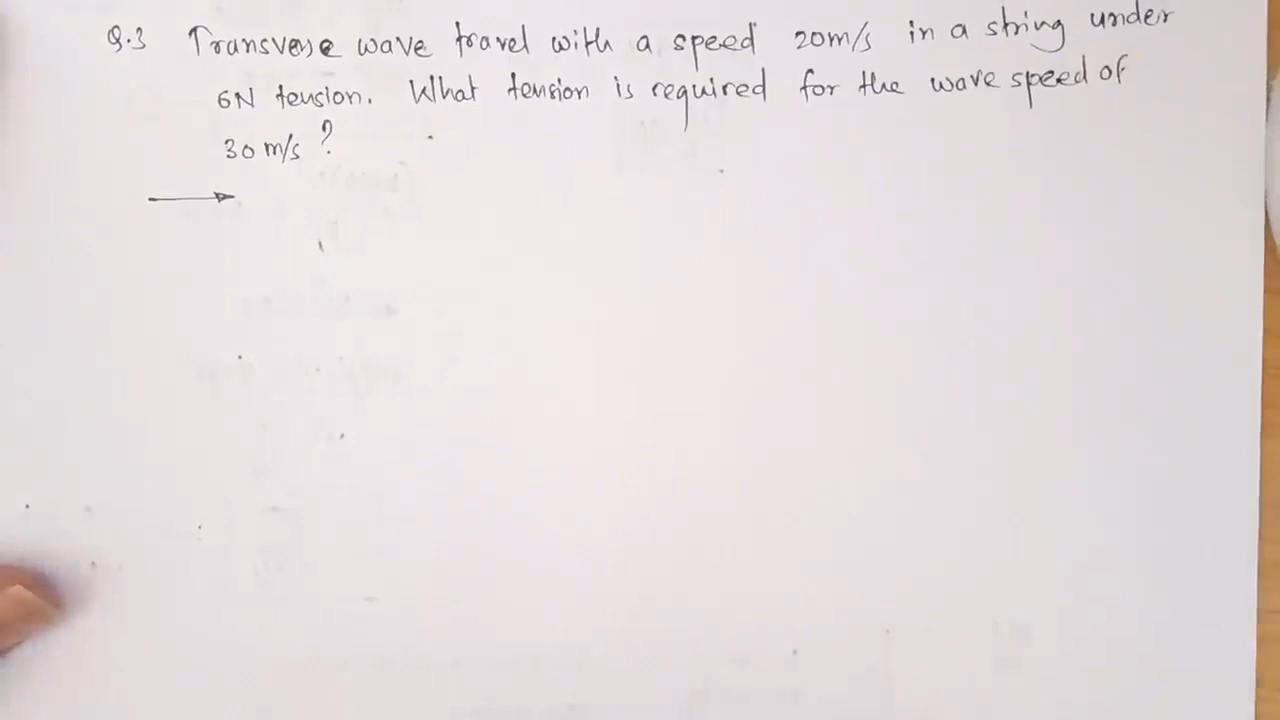 Q.3 Transverse wave travel with a speed 20m/s in a string under
6N tension. What tension is required for the wave speed of
30 m/s ?